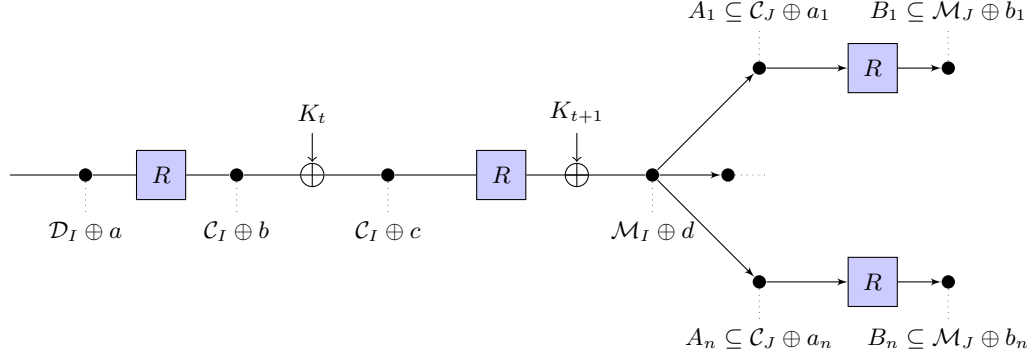 A₁ ⊆ 𝒞_J ⊕ a₁
B₁ ⊆ ℳ_J ⊕ b₁
R
K_t
K_{t+1}
R
R
𝒟_I ⊕ a
𝒞_I ⊕ b
𝒞_I ⊕ c
ℳ_I ⊕ d
R
A_n ⊆ 𝒞_J ⊕ a_n
B_n ⊆ ℳ_J ⊕ b_n